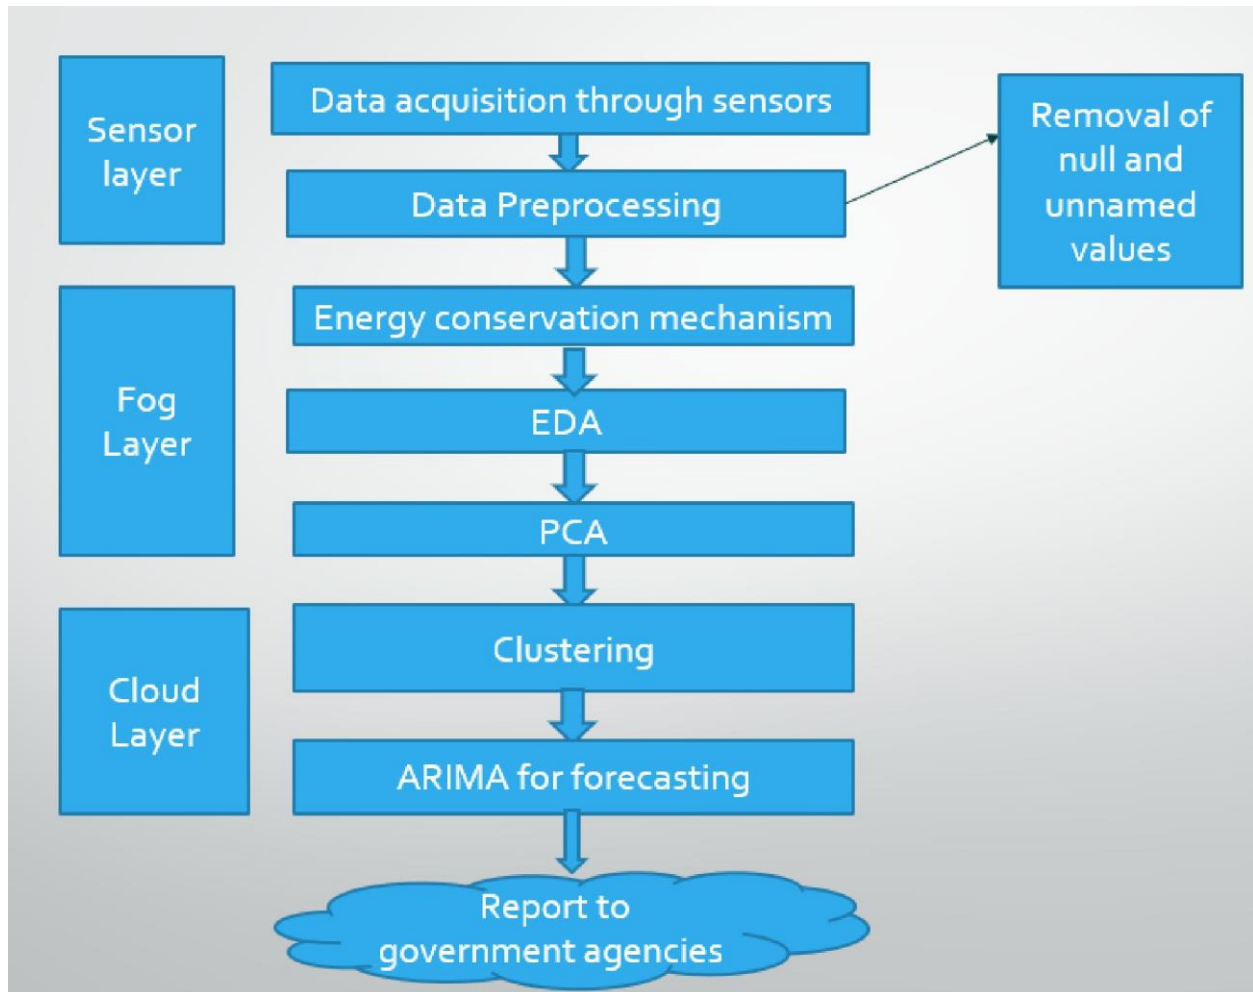 Sensor
layer
Data acquisition through sensors
Data Preprocessing
Removal of
null and
unnamed
values
Fog
Layer
Energy conservation mechanism
EDA
PCA
Cloud
Layer
Clustering
ARIMA for forecasting
Report to
government agencies